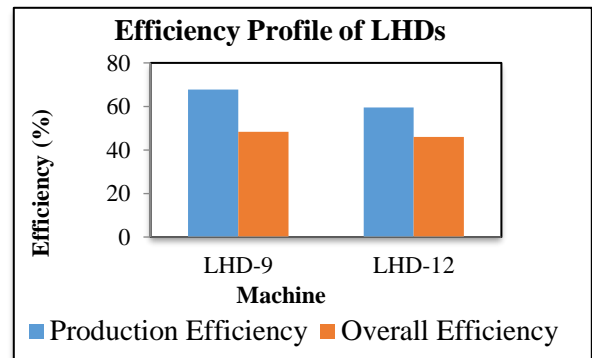 Efficiency Profile of LHDs
Efficiency (%)
80
60
40
20
0
LHD-9 LHD-12
Machine
Production Efficiency Overall Efficiency